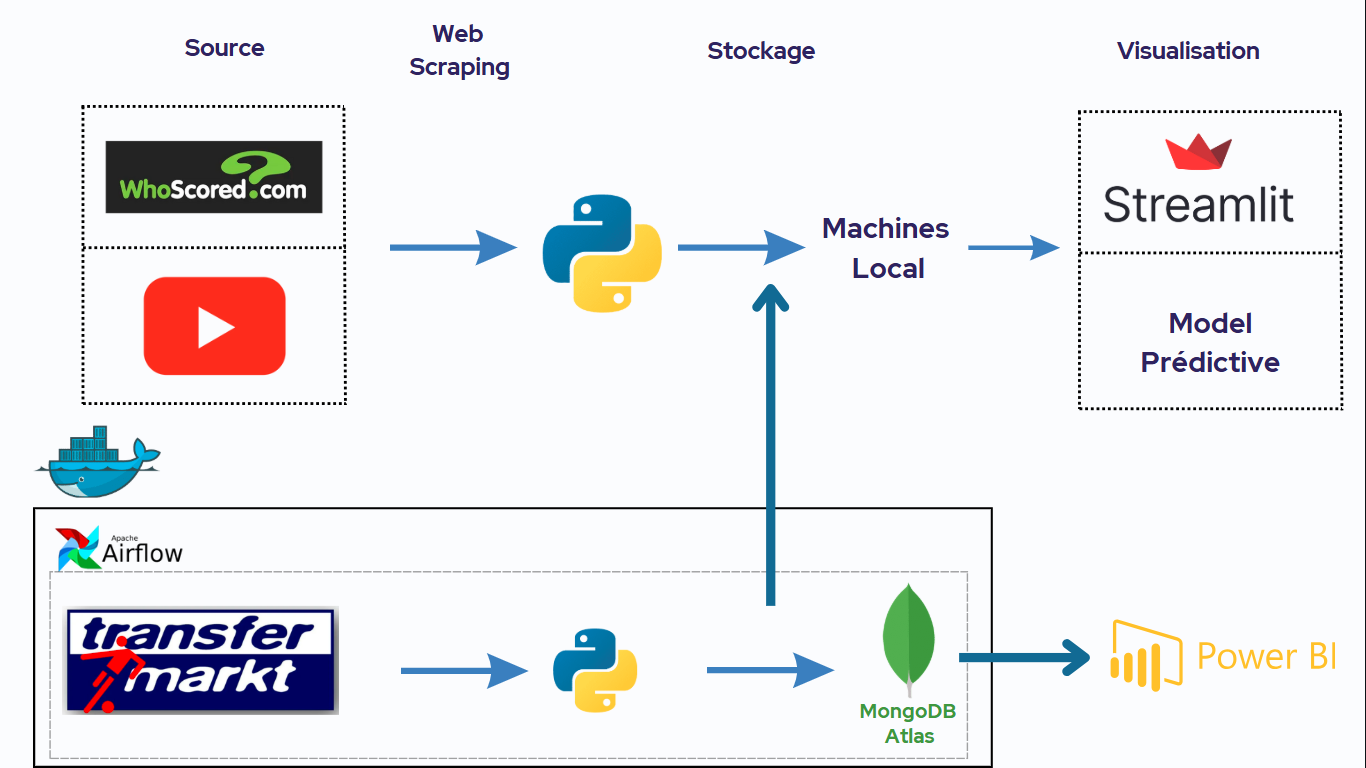 Source
Web
Scraping
Stockage
Visualisation
WhoScored.com
Streamlit
Machines
Local
Model
Prédictive
Apache
Airflow
transfer
markt
MongoDB
Atlas
Power BI